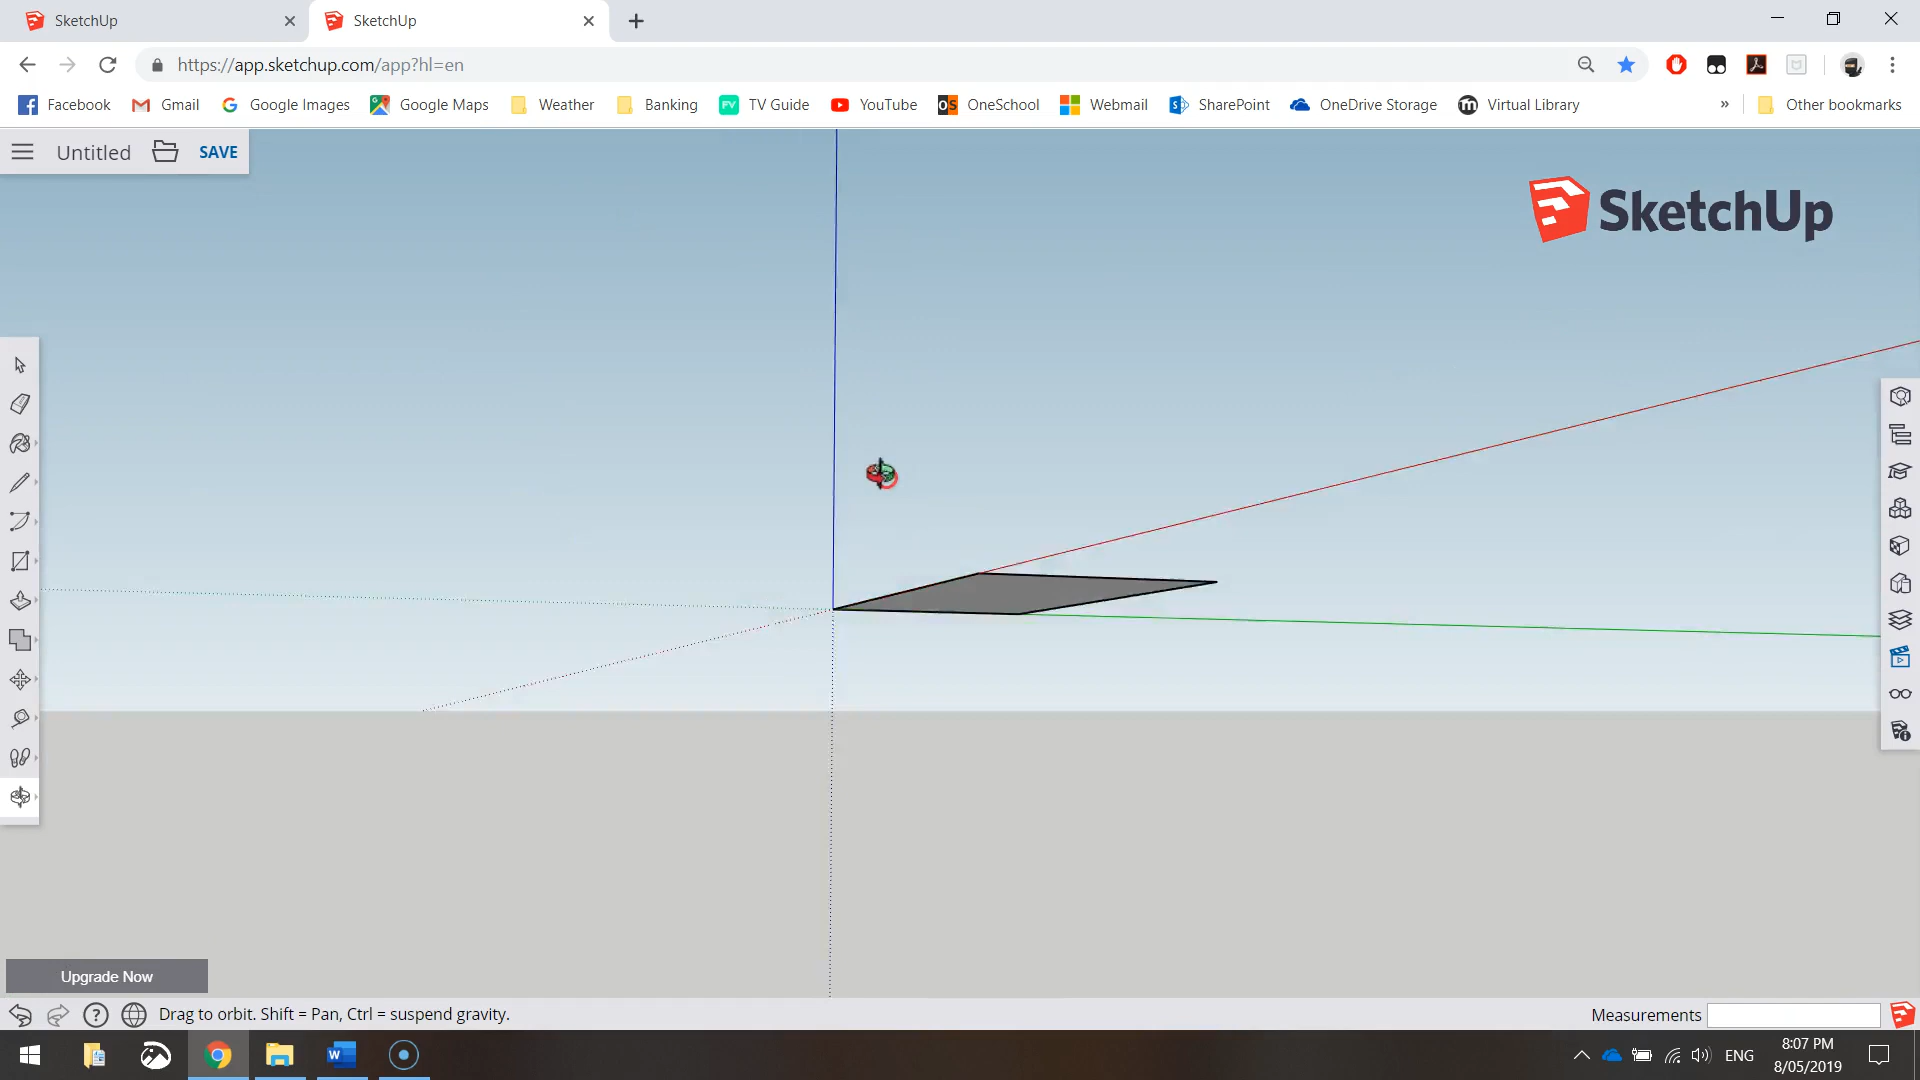 SketchUp
SketchUp
https://app.sketchup.com/app?hl=en
Facebook
Gmail
Google Images
Google Maps
Weather
Banking
TV Guide
YouTube
OneSchool
Webmail
SharePoint
OneDrive Storage
Virtual Library
»
Other bookmarks
Untitled
SAVE
SketchUp
Upgrade Now
Drag to orbit. Shift = Pan, Ctrl = suspend gravity.
Measurements
ENG
8:07 PM
8/05/2019